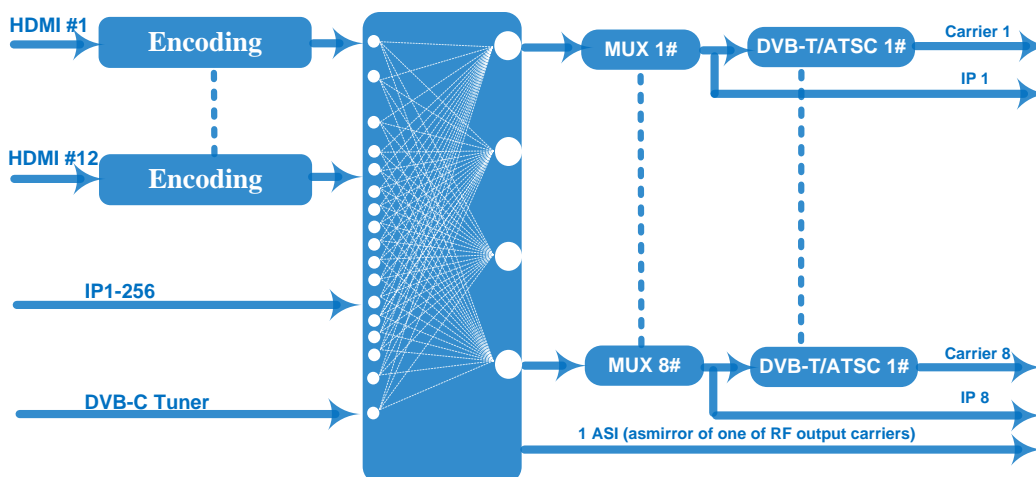 HDMI #1
Encoding
MUX 1#
DVB-T/ATSC 1#
Carrier 1
IP 1
HDMI #12
Encoding
IP1-256
MUX 8#
DVB-T/ATSC 1#
Carrier 8
IP 8
DVB-C Tuner
1 ASI (asmirror of one of RF output carriers)